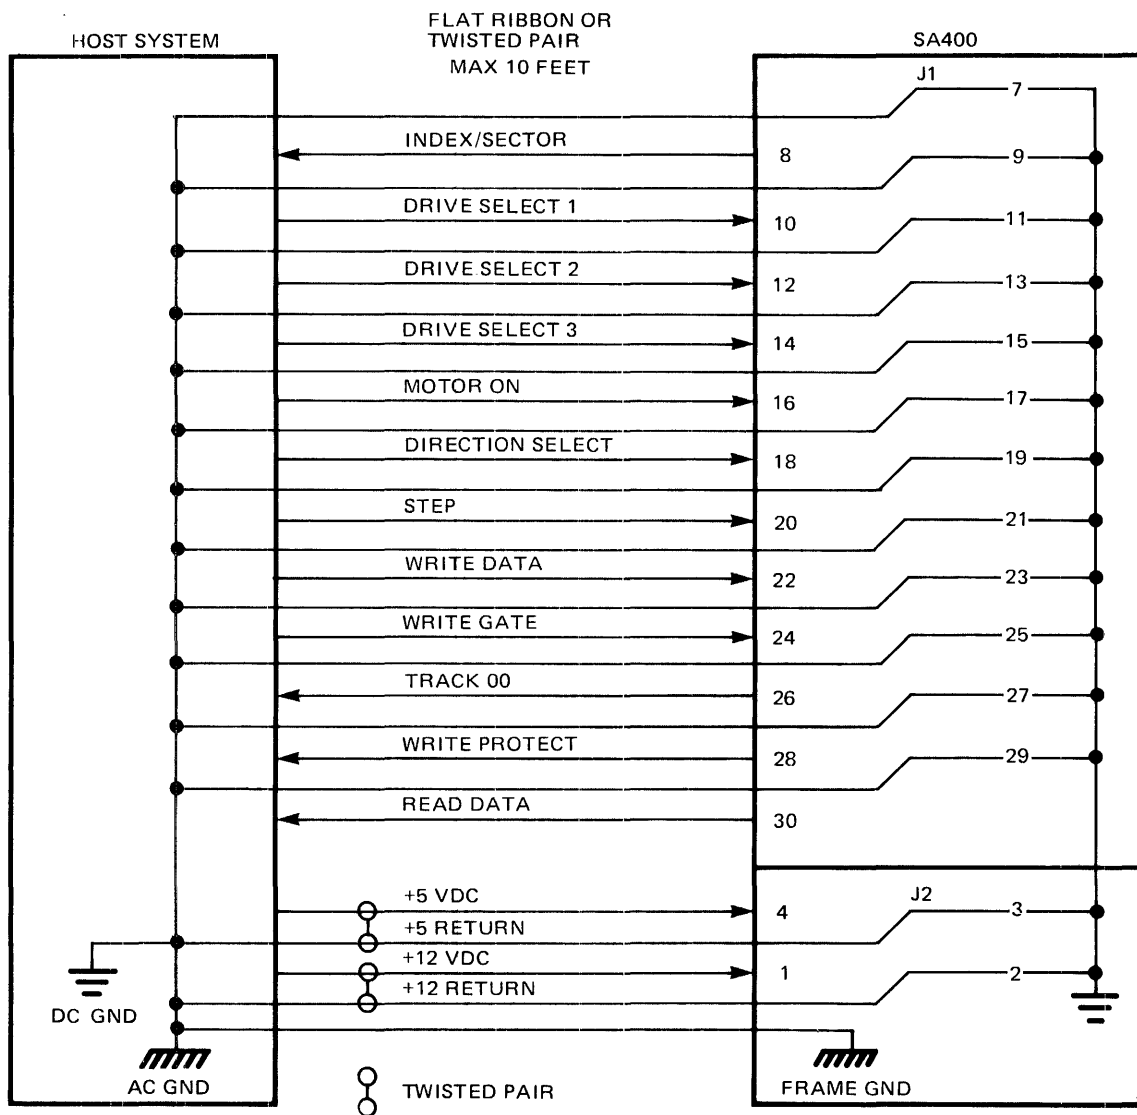 FLAT RIBBON OR
HOST SYSTEM TWISTED PAIR SA400
MAX 10 FEET
J1 7
INDEX/SECTOR
8 9
DRIVE SELECT 1
10 11
DRIVE SELECT 2
12 13
DRIVE SELECT 3
14 15
MOTOR ON
16 17
DIRECTION SELECT
18 19
STEP
20 21
WRITE DATA
22 23
WRITE GATE
24 25
TRACK 00
26 27
WRITE PROTECT
28 29
READ DATA
30
+5 VDC J2
4 3
+5 RETURN
+12 VDC
1 2
+12 RETURN
DC GND
AC GND TWISTED PAIR FRAME GND